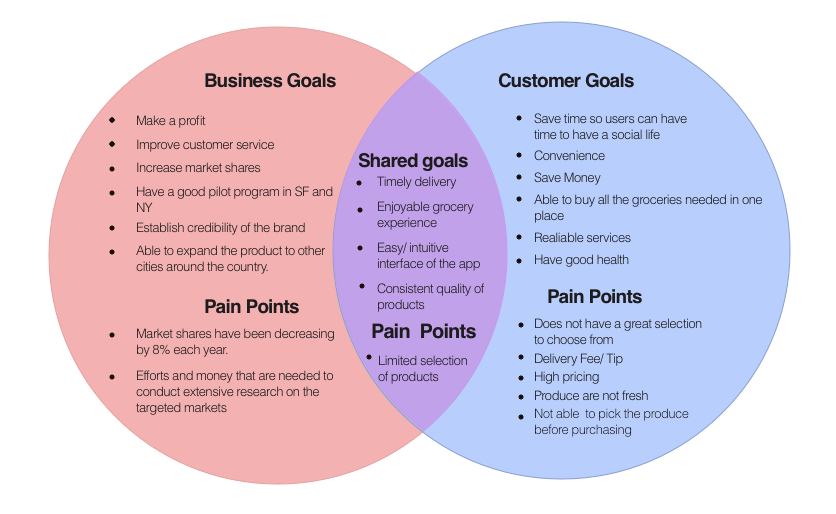 Business Goals
Make a profit
Improve customer service
Increase market shares
Have a good pilot program in SF and
NY
Establish credibility of the brand
Able to expand the product to other
cities around the country.
Pain Points
Market shares have been decreasing
by 8% each year.
Efforts and money that are needed to
conduct extensive research on the
targeted markets
Shared goals
Timely delivery
Enjoyable grocery
experience
Easy/ intuitive
interface of the app
Consistent quality of
products
Pain Points
Limited selection
of products
Customer Goals
Save time so users can have
time to have a social life
Convenience
Save Money
Able to buy all the groceries needed in one
place
Realiable services
Have good health
Pain Points
Does not have a great selection
to choose from
Delivery Fee/ Tip
High pricing
Produce are not fresh
Not able to pick the produce
before purchasing